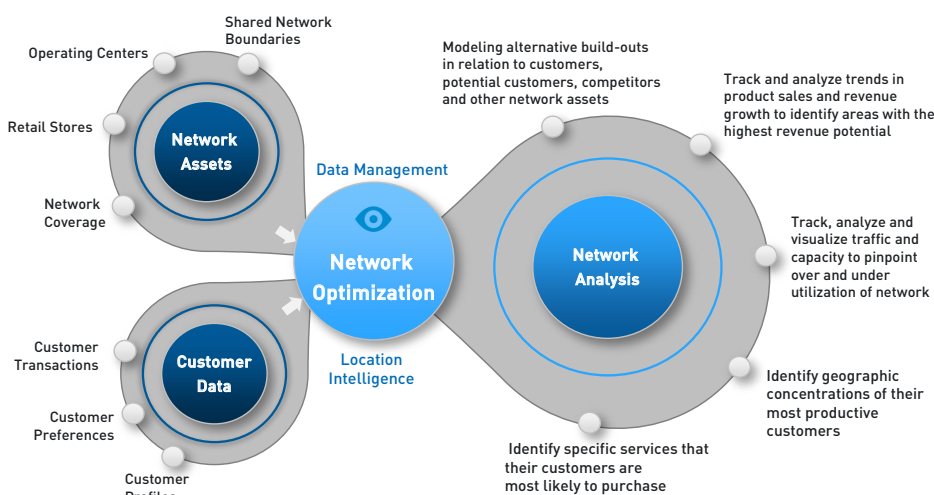 Shared Network
Boundaries
Operating Centers
Retail Stores
Network
Coverage
Network
Assets
Customer
Transactions
Customer
Preferences
Customer
Profiles
Customer
Data
Data Management
Network
Optimization
Location
Intelligence
Modeling alternative build-outs
in relation to customers,
potential customers, competitors
and other network assets
Track and analyze trends in
product sales and revenue
growth to identify areas with the
highest revenue potential
Network
Analysis
Track, analyze and
visualize traffic and
capacity to pinpoint
over and under
utilization of network
Identify geographic
concentrations of their
most productive
customers
Identify specific services that
their customers are
most likely to purchase